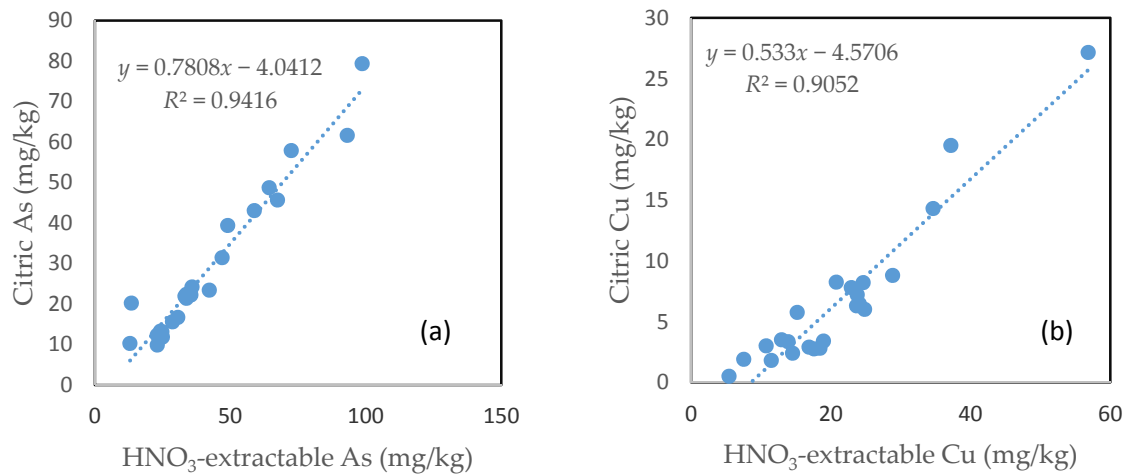 90
80
70
60
50
40
30
20
10
0
Citric As (mg/kg)
y = 0.7808x − 4.0412
R² = 0.9416
(a)
0 50 100 150
HNO₃-extractable As (mg/kg)
30
25
20
15
10
5
0
Citric Cu (mg/kg)
y = 0.533x − 4.5706
R² = 0.9052
(b)
0 20 40 60
HNO₃-extractable Cu (mg/kg)